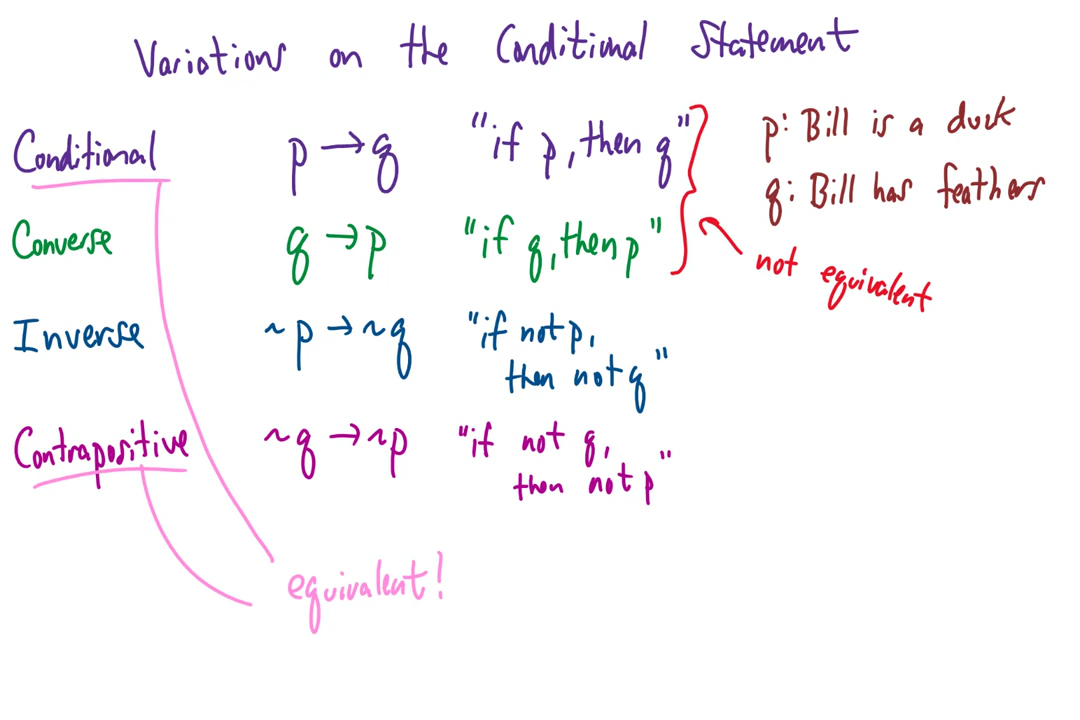 Variations on the Conditional Statement
Conditional p → q "if p, then q"
p: Bill is a duck
q: Bill has feathers
Converse q → p "if q, then p"
not equivalent
Inverse ~p → ~q "if not p,
then not q"
Contrapositive ~q → ~p "if not q,
then not p"
equivalent!